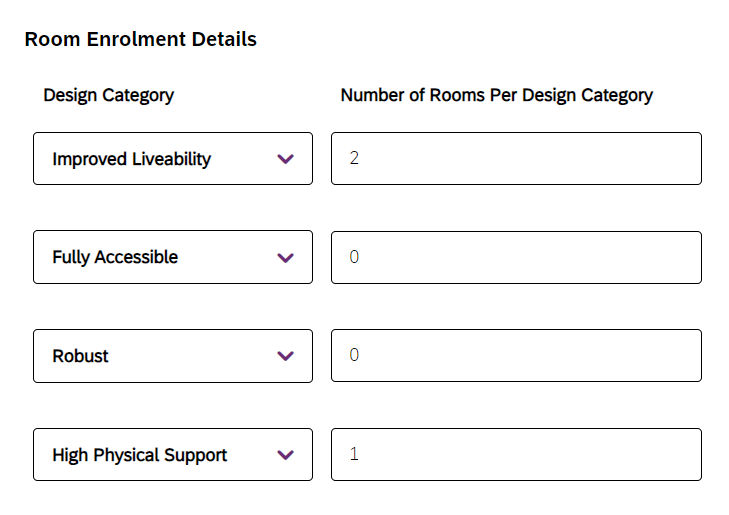 Room Enrolment Details
Design Category Number of Rooms Per Design Category
Improved Liveability 2
Fully Accessible 0
Robust 0
High Physical Support 1